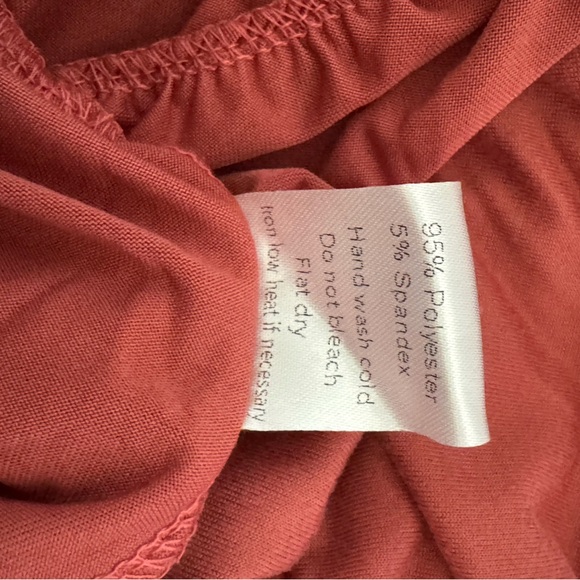 95% Polyester
5% Spandex
Hand wash cold
Do not bleach
Flat dry
Iron low heat if necessary